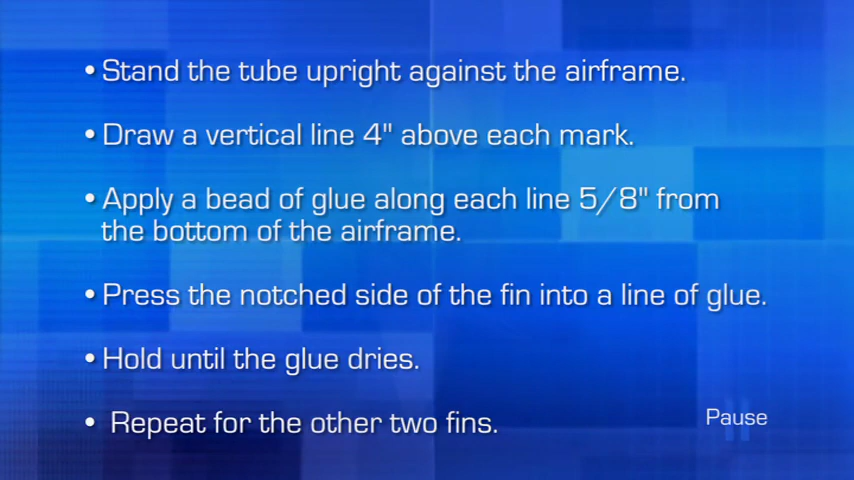 • Stand the tube upright against the airframe.
• Draw a vertical line 4" above each mark.
• Apply a bead of glue along each line 5/8" from
the bottom of the airframe.
• Press the notched side of the fin into a line of glue.
• Hold until the glue dries.
• Repeat for the other two fins.
Pause